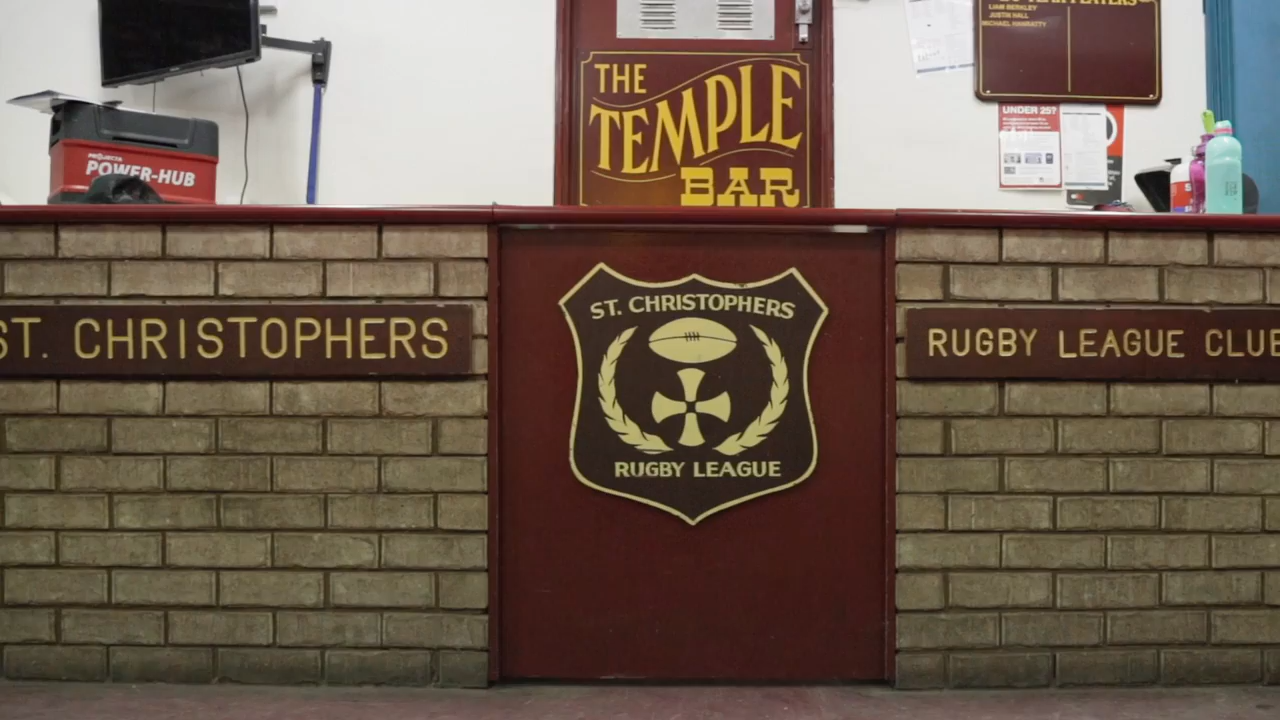 LIAM BERKLEY
JUSTIN HALL
MICHAEL HANRATTY
THE
TEMPLE
BAR
UNDER 25?
PROJECTA
POWER-HUB
ST. CHRISTOPHERS
ST. CHRISTOPHERS
RUGBY LEAGUE
RUGBY LEAGUE CLUB